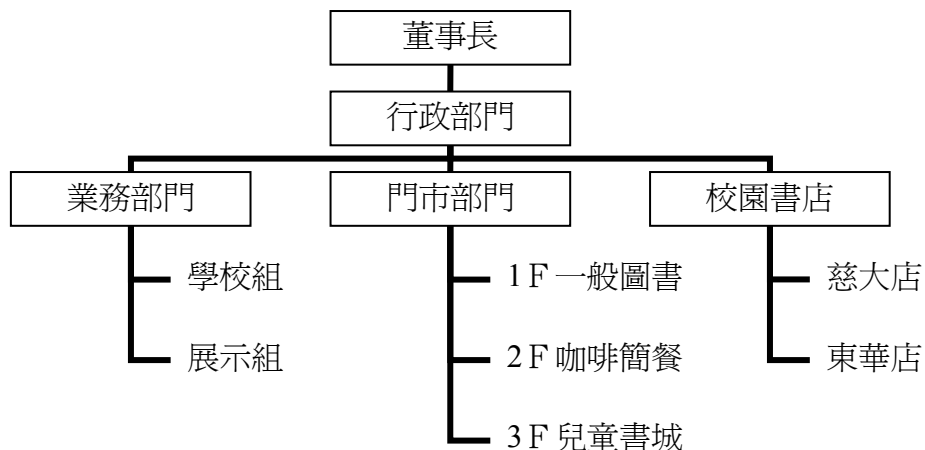 董事長
行政部門
業務部門
門市部門
校園書店
學校組
1F 一般圖書
慈大店
展示組
2F 咖啡簡餐
東華店
3F 兒童書城